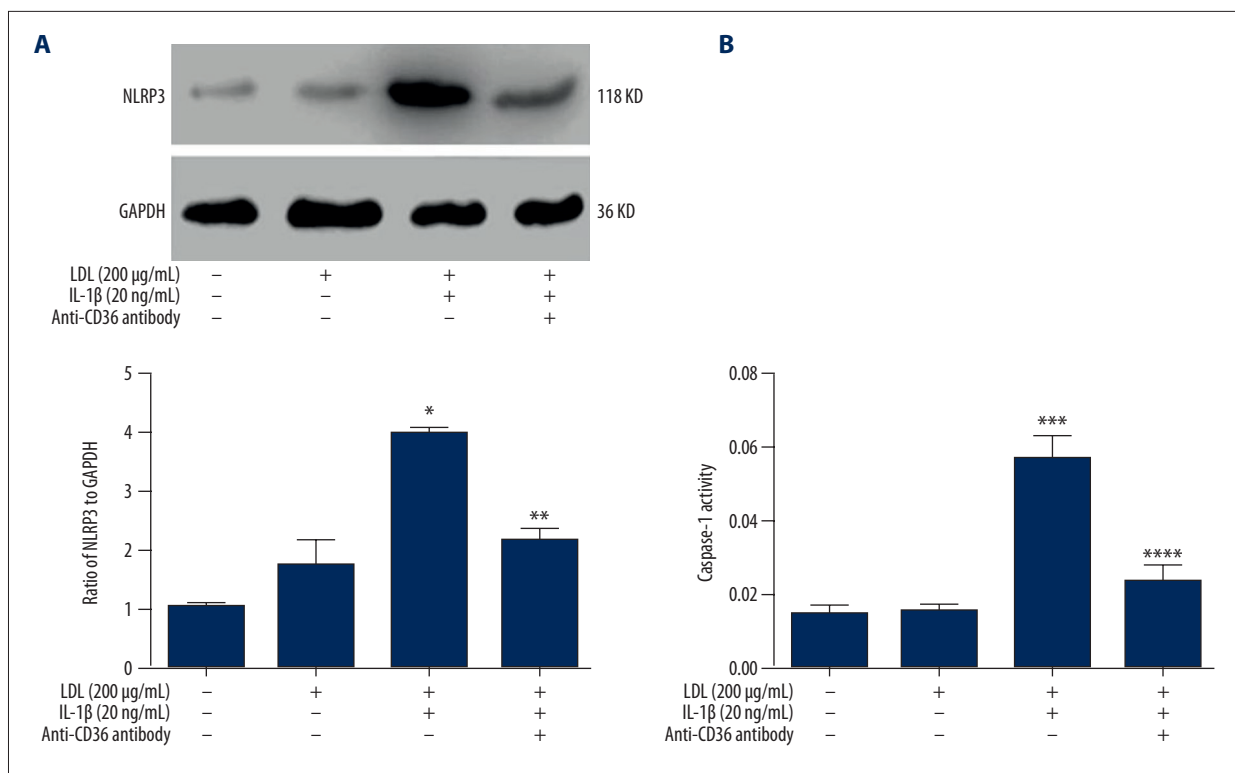 A
NLRP3 118 KD
GAPDH 36 KD
LDL (200 µg/mL) – + + +
IL-1β (20 ng/mL) – – + +
Anti-CD36 antibody – – – +
Ratio of NLRP3 to GAPDH
5
4
3
2
1
0
*
**
LDL (200 µg/mL) – + + +
IL-1β (20 ng/mL) – – + +
Anti-CD36 antibody – – – +
B
Caspase-1 activity
0.08
0.06
0.04
0.02
0.00
***
****
LDL (200 µg/mL) – + + +
IL-1β (20 ng/mL) – – + +
Anti-CD36 antibody – – – +